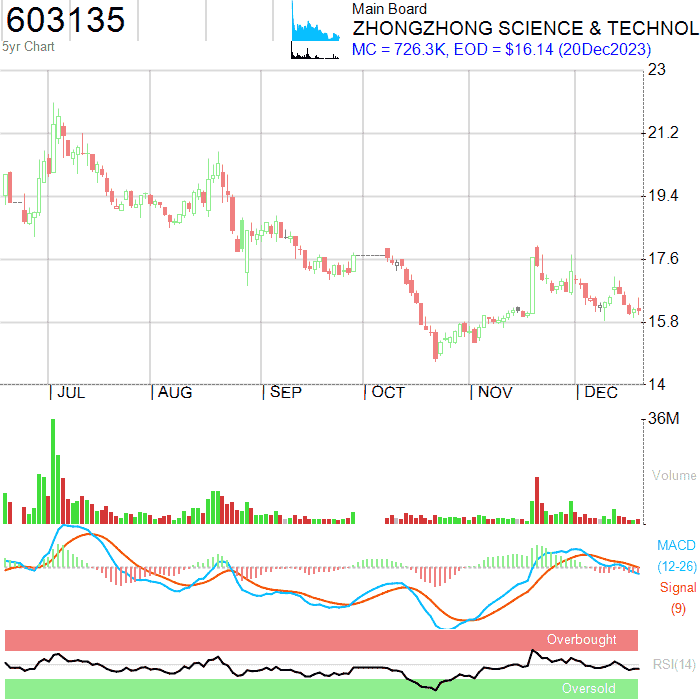 603135
5yr Chart
Main Board
ZHONGZHONG SCIENCE & TECHNOL
MC = 726.3K, EOD = $16.14 (20Dec2023)
23
21.2
19.4
17.6
15.8
14
JUL AUG SEP OCT NOV DEC
36M
Volume
MACD
(12-26)
Signal
(9)
Overbought
RSI(14)
Oversold